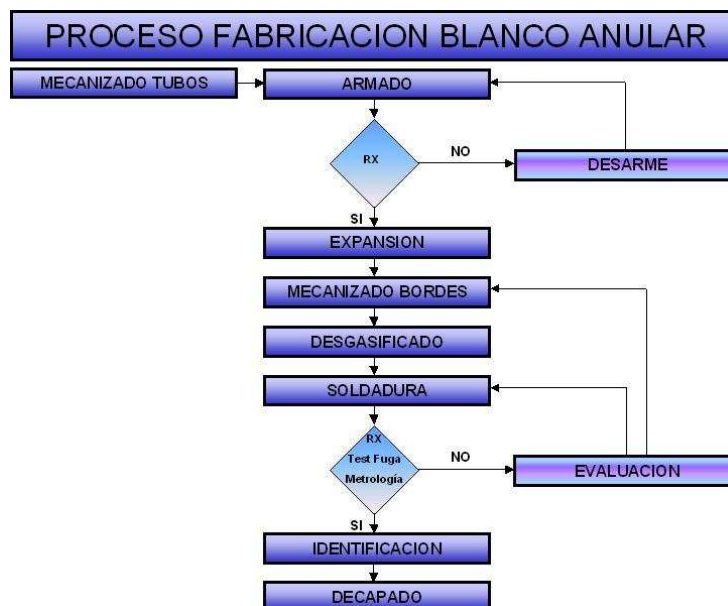 PROCESO FABRICACION BLANCO ANULAR
MECANIZADO TUBOS
ARMADO
RX
NO
DESARME
SI
EXPANSION
MECANIZADO BORDES
DESGASIFICADO
SOLDADURA
RX
Test Fuga
Metrología
NO
EVALUACION
SI
IDENTIFICACION
DECAPADO